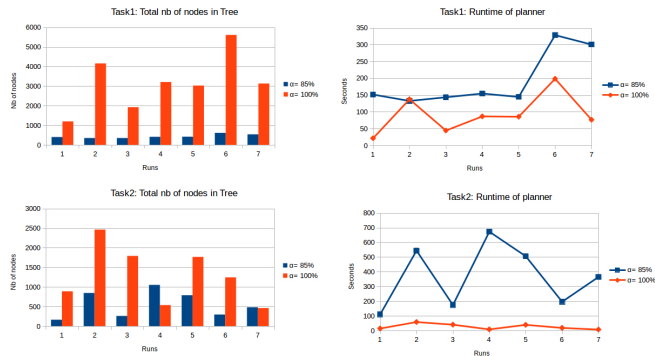 Task1: Total nb of nodes in Tree
Nb of nodes
6000
5000
4000
3000
2000
1000
0
1 2 3 4 5 6 7
Runs
α= 85%
α= 100%
Task1: Runtime of planner
Seconds
350
300
250
200
150
100
50
0
1 2 3 4 5 6 7
Runs
α= 85%
α= 100%
Task2: Total nb of nodes in Tree
Nb of nodes
3000
2500
2000
1500
1000
500
0
1 2 3 4 5 6 7
Runs
α= 85%
α= 100%
Task2: Runtime of planner
Seconds
800
700
600
500
400
300
200
100
0
1 2 3 4 5 6 7
Runs
α= 85%
α= 100%